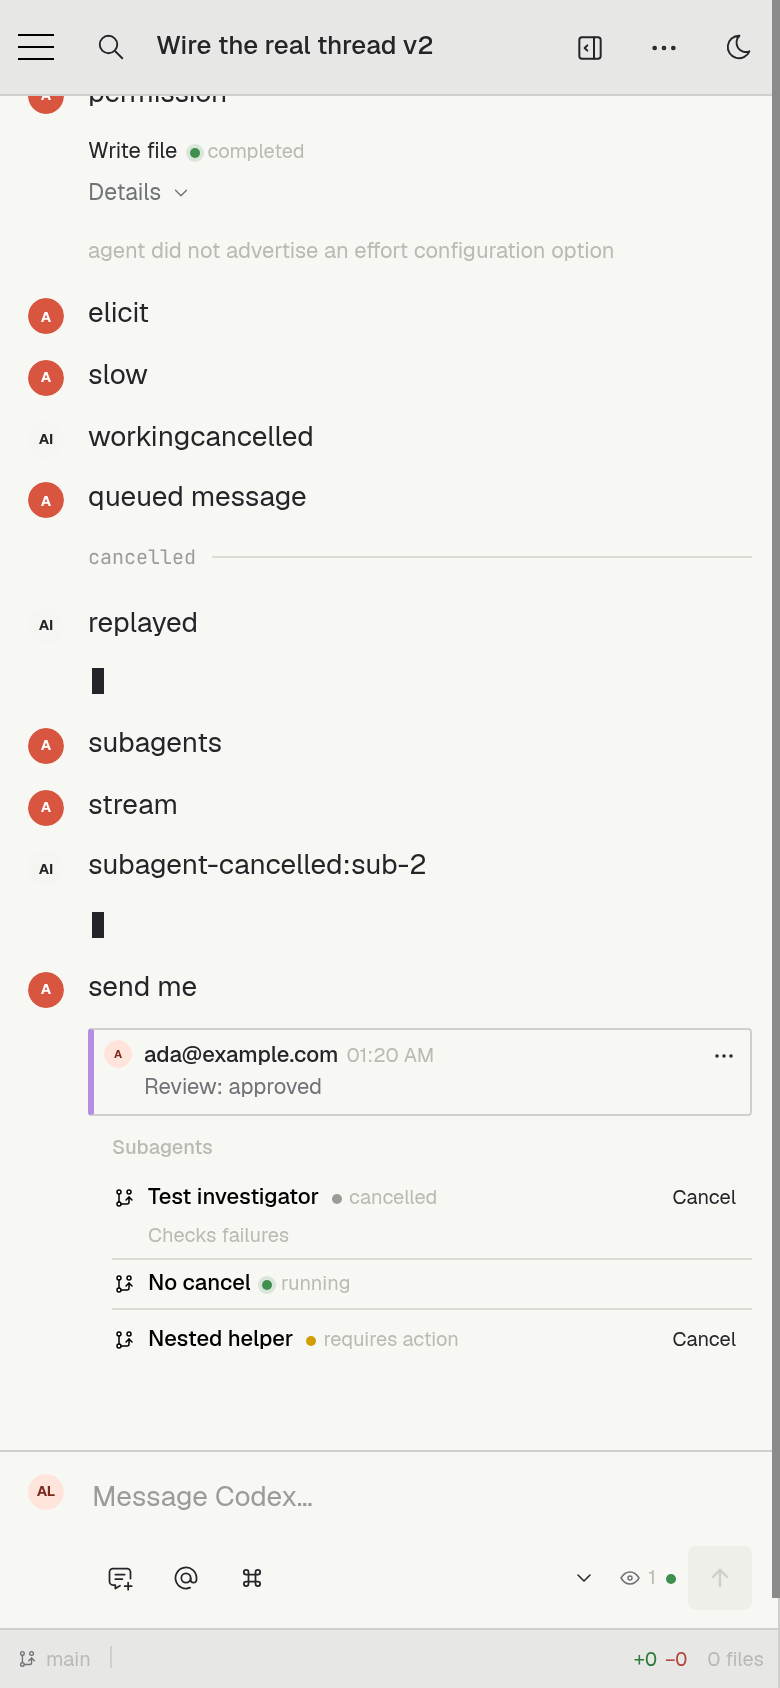 Wire the real thread v2
A permission
Write file completed
Details
agent did not advertise an effort configuration option
A elicit
A slow
AI workingcancelled
A queued message
cancelled
AI replayed
A subagents
A stream
AI subagent-cancelled:sub-2
A send me
A ada@example.com 01:20 AM
Review: approved
Subagents
Test investigator cancelled Cancel
Checks failures
No cancel running
Nested helper requires action Cancel
AL Message Codex…
1
main +0 −0 0 files